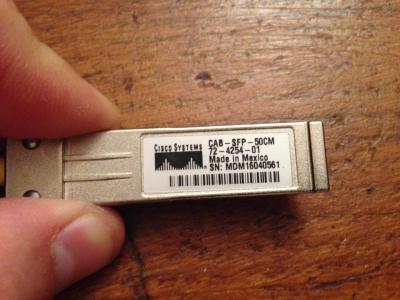 CISCO SYSTEMS
CAB-SFP-50CM
72-4254-01
Made in Mexico
SN: MDM16040561